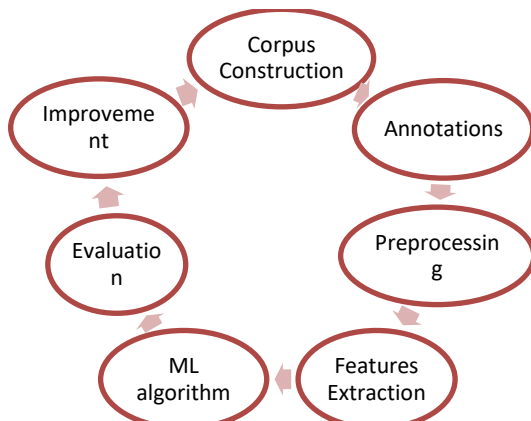 Corpus
Construction
Annotations
Preprocessin
g
Features
Extraction
ML
algorithm
Evaluatio
n
Improveme
nt